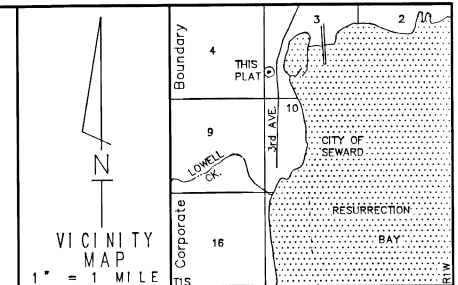 N
VICINITY
MAP
1" = 1 MILE
Corporate Boundary
4
3
2
THIS
PLAT
9
10
3rd AVE.
LOWELL
CK.
CITY OF
SEWARD
16
RESURRECTION
BAY
T1S
R1W